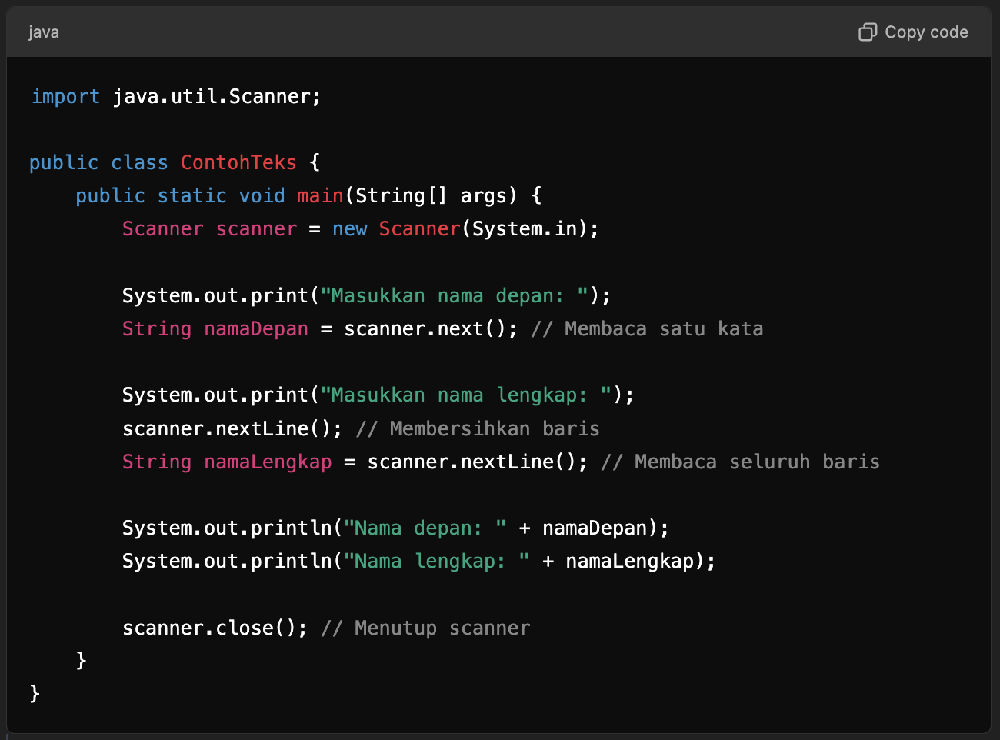 java
Copy code
import java.util.Scanner;
public class ContohTeks {
    public static void main(String[] args) {
        Scanner scanner = new Scanner(System.in);
        System.out.print("Masukkan nama depan: ");
        String namaDepan = scanner.next(); // Membaca satu kata
        System.out.print("Masukkan nama lengkap: ");
        scanner.nextLine(); // Membersihkan baris
        String namaLengkap = scanner.nextLine(); // Membaca seluruh baris
        System.out.println("Nama depan: " + namaDepan);
        System.out.println("Nama lengkap: " + namaLengkap);
        scanner.close(); // Menutup scanner
    }
}